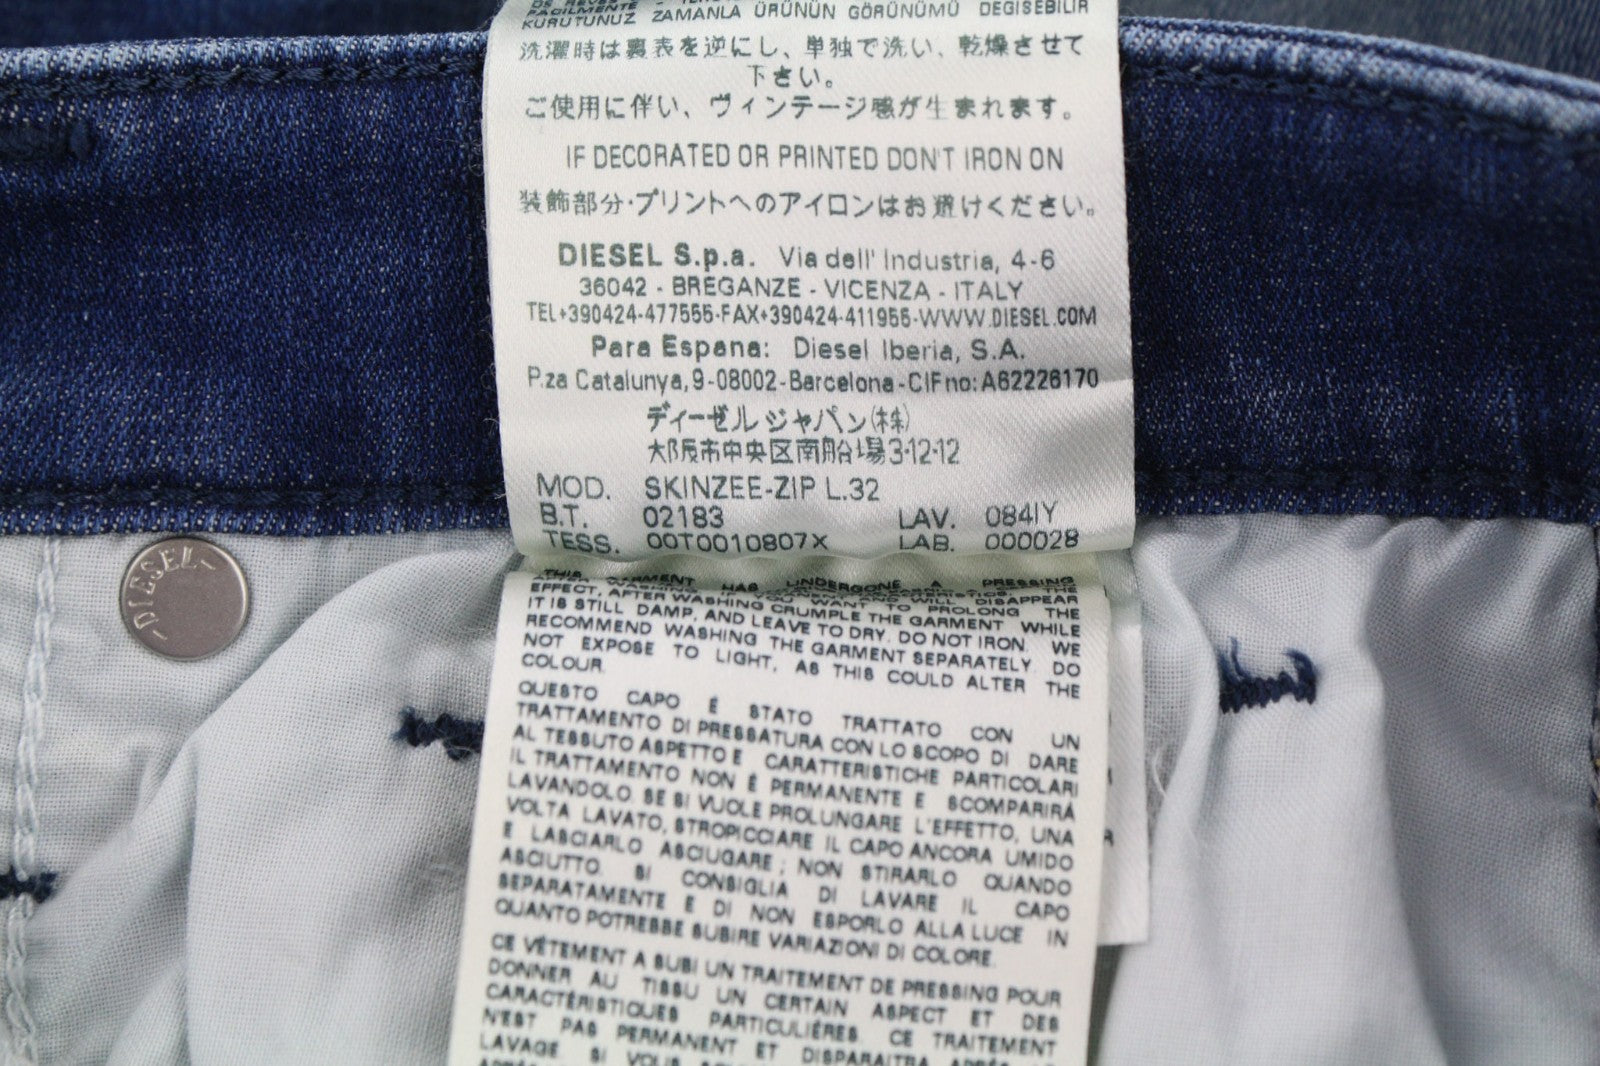 FACILMENTE
KURUTUNUZ ZAMANLA ÜRÜNÜN GÖRÜNÜMÜ DEGISEBILIR
洗濯時は裏表を逆にし、単独で洗い、乾燥させて
下さい。
ご使用に伴い、ヴィンテージ感が生まれます。
IF DECORATED OR PRINTED DON'T IRON ON
装飾部分・プリントへのアイロンはお避けください。
DIESEL S.p.a. Via dell' Industria, 4-6
36042 - BREGANZE - VICENZA - ITALY
TEL+390424-477555-FAX+390424-411955-WWW.DIESEL.COM
Para Espana: Diesel Iberia, S.A.
P.za Catalunya, 9-08002-Barcelona-CIFno: A62226170
ディーゼル ジャパン(株)
大阪市中央区南船場3-12-12
MOD. SKINZEE-ZIP L.32
B.T. 02183 LAV. 084IY
TESS. 00T0010807X LAB. 000028
-DIESEL-
THIS GARMENT HAS UNDERGONE A PRESSING
EFFECT, AFTER WASHING CRUMPLE THE GARMENT WHILE
IT IS STILL DAMP, AND LEAVE TO DRY. DO NOT IRON. WE
RECOMMEND WASHING THE GARMENT SEPARATELY DO
NOT EXPOSE TO LIGHT, AS THIS COULD ALTER THE
COLOUR.
QUESTO CAPO È STATO TRATTATO CON UN
TRATTAMENTO DI PRESSATURA CON LO SCOPO DI DARE
AL TESSUTO ASPETTO E CARATTERISTICHE PARTICOLARI
IL TRATTAMENTO NON È PERMANENTE E SCOMPARIRÀ
LAVANDOLO. SE SI VUOLE PROLUNGARE L'EFFETTO, UNA
VOLTA LAVATO, STROPICCIARE IL CAPO ANCORA UMIDO
E LASCIARLO ASCIUGARE; NON STIRARLO QUANDO
ASCIUTTO. SI CONSIGLIA DI LAVARE IL CAPO
SEPARATAMENTE E DI NON ESPORLO ALLA LUCE IN
QUANTO POTREBBE SUBIRE VARIAZIONI DI COLORE.
CE VÊTEMENT A SUBI UN TRAITEMENT DE PRESSING POUR
DONNER AU TISSU UN CERTAIN ASPECT ET DES
CARACTÉRISTIQUES PARTICULIÈRES. CE TRAITEMENT
N'EST PAS PERMANENT ET DISPARAITRA APRÈS LE
LAVAGE. SI VOUS